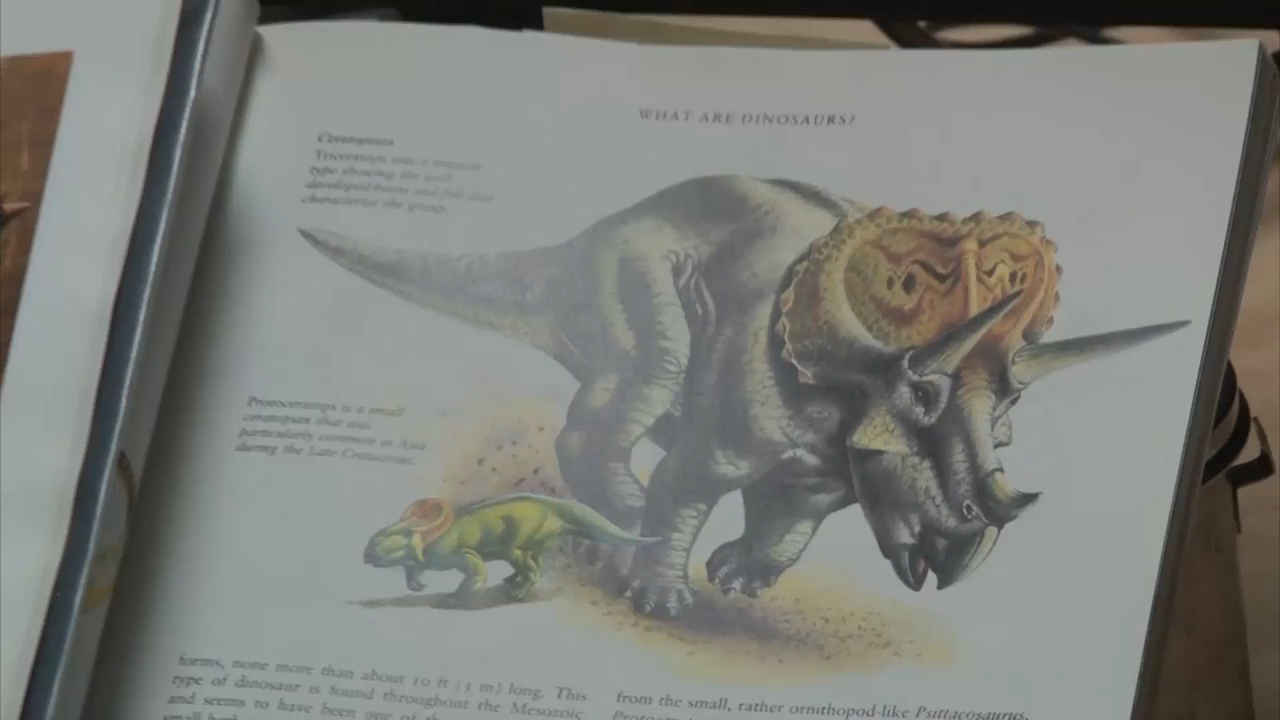 WHAT ARE DINOSAURS?
Ceratopians
Triceratops was a massive
type showing the well
developed horns and frill that
characterize the group.
Protoceratops is a small
ceratopian that was
particularly common in Asia
during the Late Cretaceous.
forms, none more than about 10 ft (3 m) long. This
type of dinosaur is found throughout the Mesozoic
and seems to have been one of
small
from the small, rather ornithopod-like Psittacosaurus,